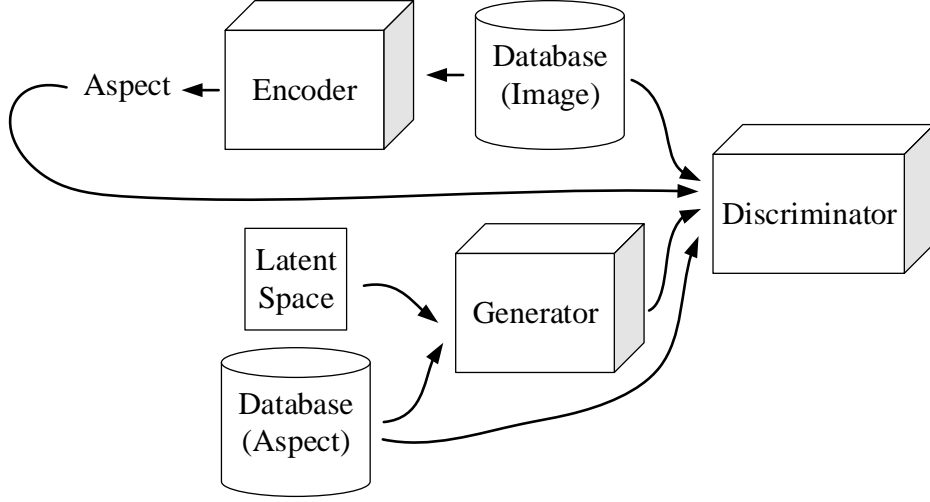 Aspect
Encoder
Database
(Image)
Discriminator
Latent
Space
Generator
Database
(Aspect)